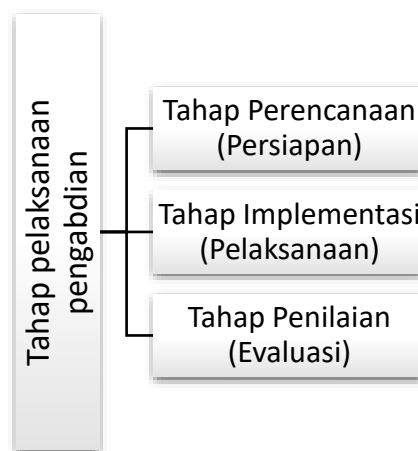 Tahap pelaksanaan
pengabdian
Tahap Perencanaan
(Persiapan)
Tahap Implementasi
(Pelaksanaan)
Tahap Penilaian
(Evaluasi)